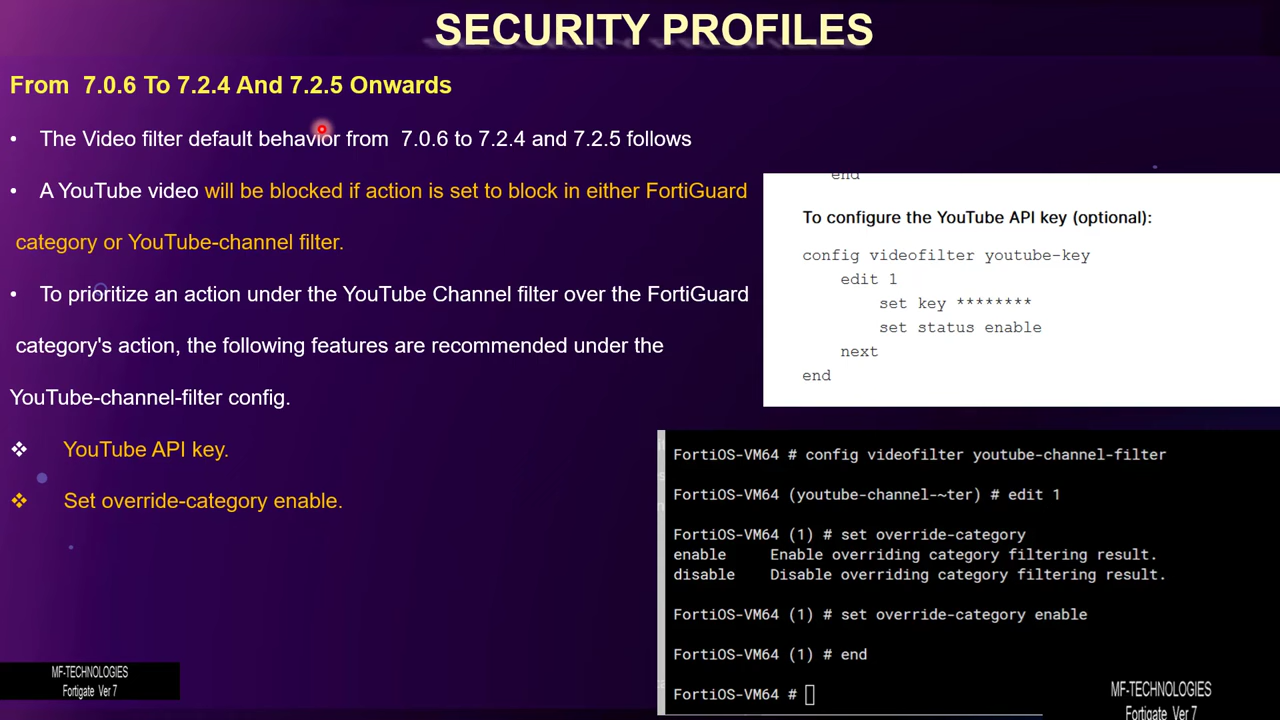 SECURITY PROFILES
From 7.0.6 To 7.2.4 And 7.2.5 Onwards
• The Video filter default behavior from 7.0.6 to 7.2.4 and 7.2.5 follows
• A YouTube video will be blocked if action is set to block in either FortiGuard
category or YouTube-channel filter.
• To prioritize an action under the YouTube Channel filter over the FortiGuard
category's action, the following features are recommended under the
YouTube-channel-filter config.
❖ YouTube API key.
❖ Set override-category enable.
end
To configure the YouTube API key (optional):
config videofilter youtube-key
edit 1
set key ********
set status enable
next
end
FortiOS-VM64 # config videofilter youtube-channel-filter
FortiOS-VM64 (youtube-channel-~ter) # edit 1
FortiOS-VM64 (1) # set override-category
enable Enable overriding category filtering result.
disable Disable overriding category filtering result.
FortiOS-VM64 (1) # set override-category enable
FortiOS-VM64 (1) # end
FortiOS-VM64 #
MF-TECHNOLOGIES
Fortigate Ver 7
MF-TECHNOLOGIES
Fortigate Ver 7